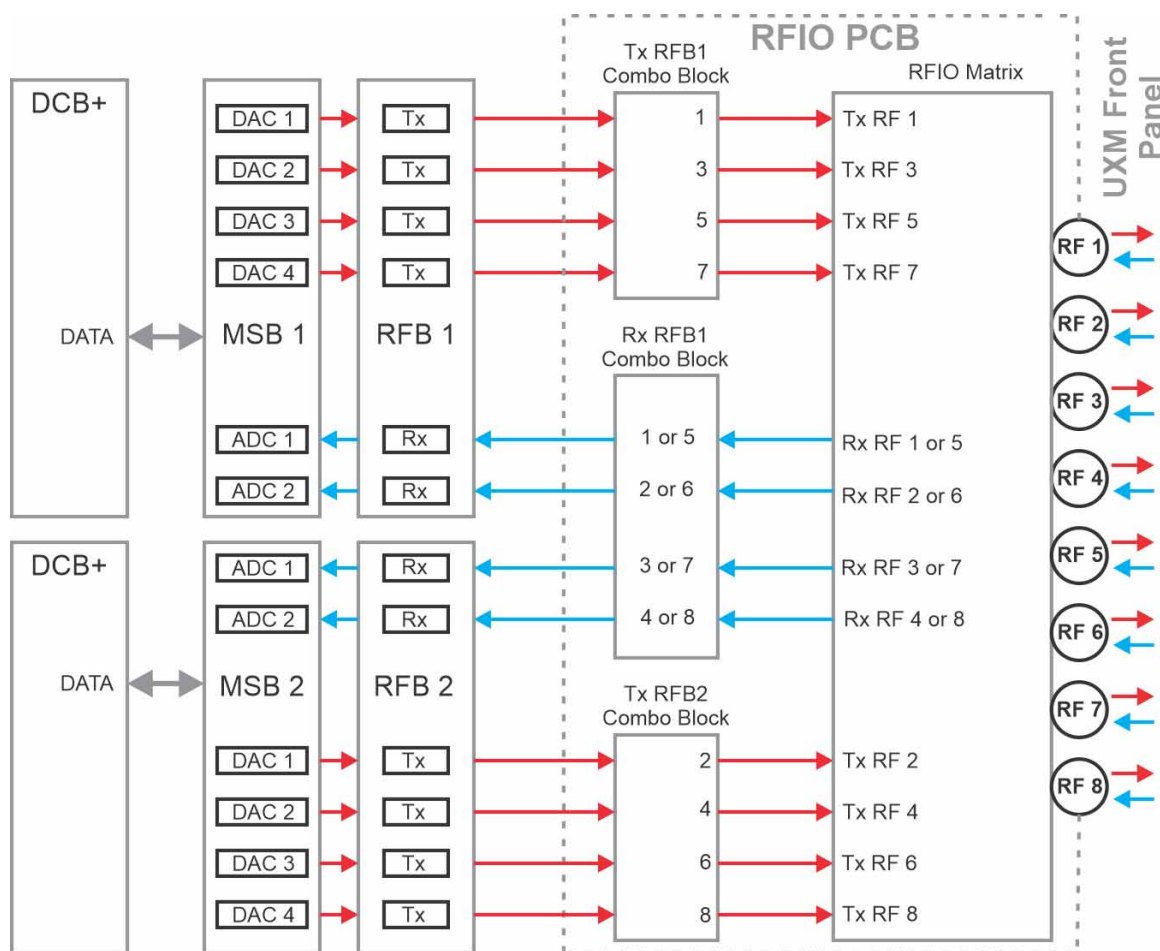 RFIO PCB
UXM Front
Panel
Tx RFB1
Combo Block
RFIO Matrix
DCB+
DAC 1
Tx
1
Tx RF 1
DAC 2
Tx
3
Tx RF 3
DAC 3
Tx
5
Tx RF 5
DAC 4
Tx
7
Tx RF 7
DATA
MSB 1
RFB 1
Rx RFB1
Combo Block
ADC 1
Rx
1 or 5
Rx RF 1 or 5
ADC 2
Rx
2 or 6
Rx RF 2 or 6
DCB+
ADC 1
Rx
3 or 7
Rx RF 3 or 7
ADC 2
Rx
4 or 8
Rx RF 4 or 8
DATA
MSB 2
RFB 2
Tx RFB2
Combo Block
DAC 1
Tx
2
Tx RF 2
DAC 2
Tx
4
Tx RF 4
DAC 3
Tx
6
Tx RF 6
DAC 4
Tx
8
Tx RF 8
RF 1
RF 2
RF 3
RF 4
RF 5
RF 6
RF 7
RF 8